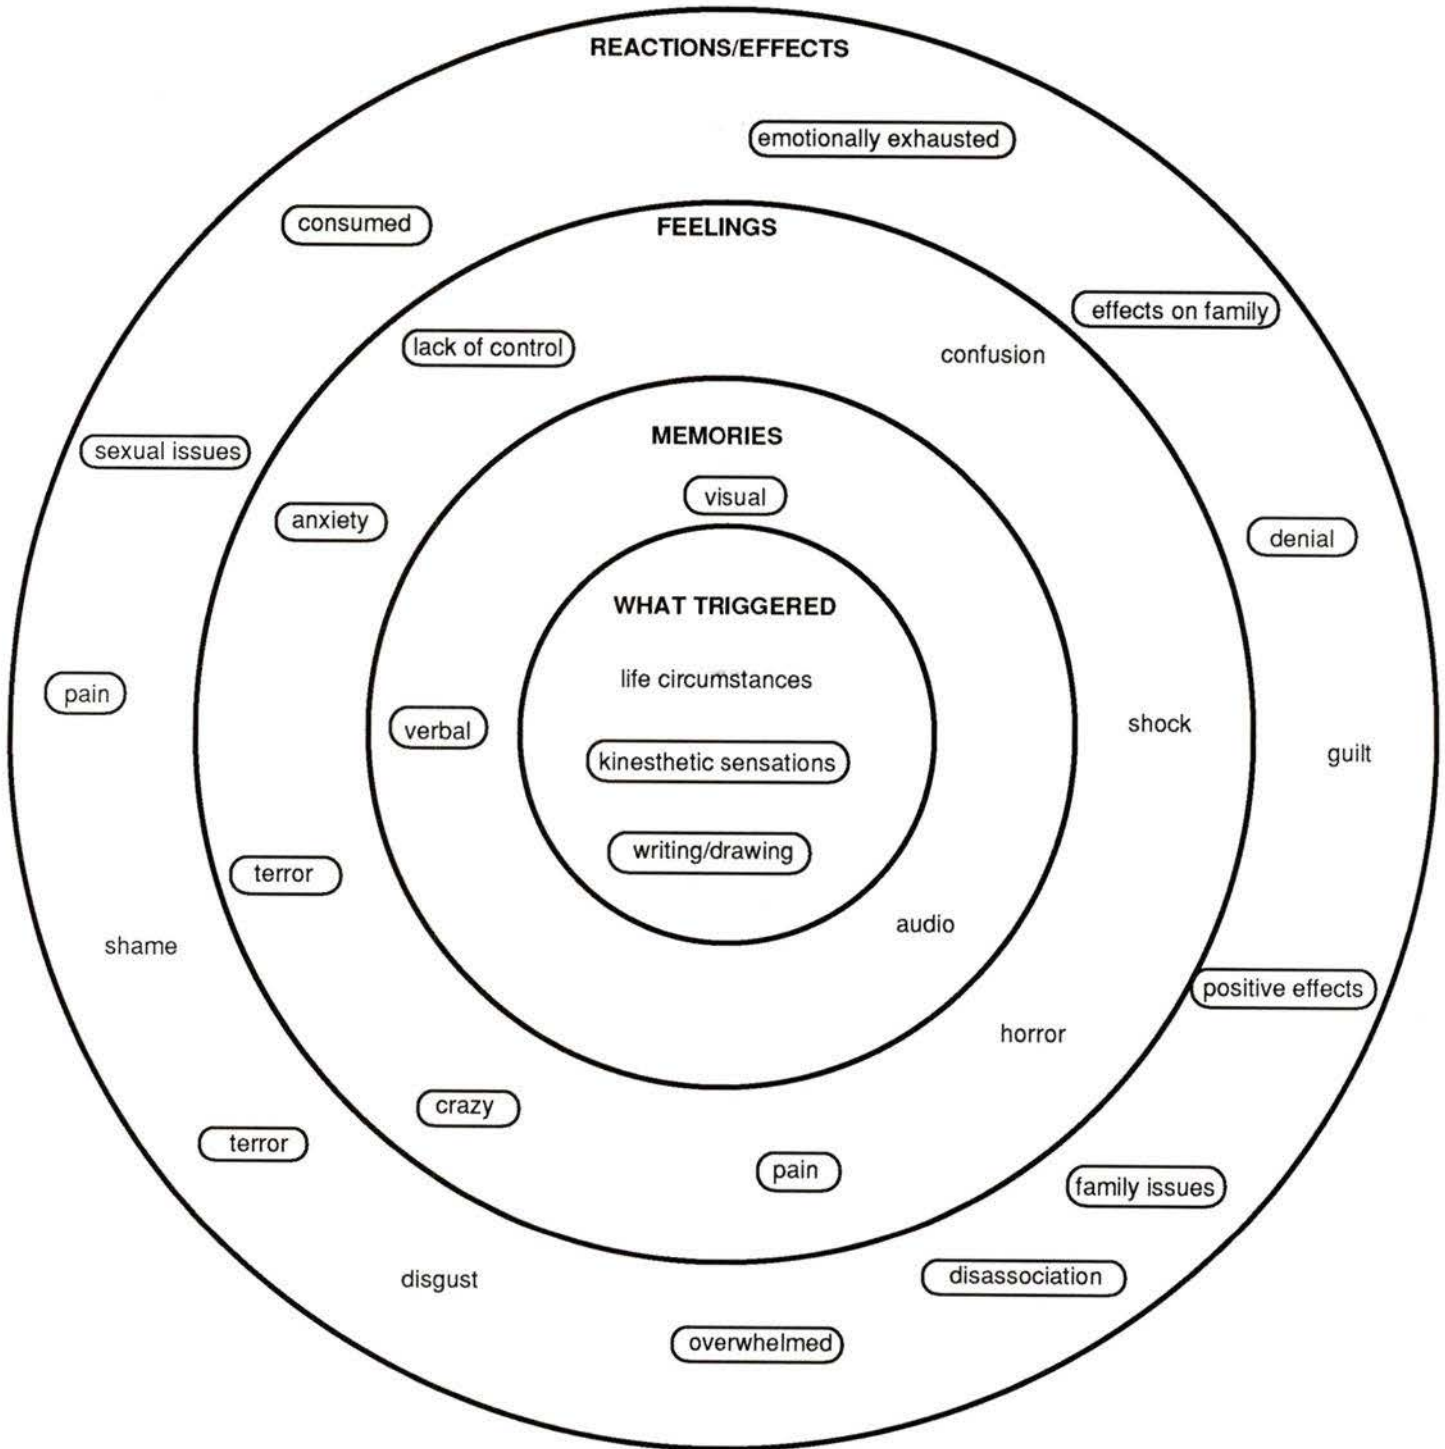 REACTIONS/EFFECTS
emotionally exhausted
consumed
FEELINGS
effects on family
lack of control
confusion
MEMORIES
sexual issues
visual
anxiety
denial
WHAT TRIGGERED
life circumstances
pain
verbal
shock
guilt
kinesthetic sensations
writing/drawing
terror
audio
shame
positive effects
horror
crazy
terror
pain
family issues
disgust
disassociation
overwhelmed